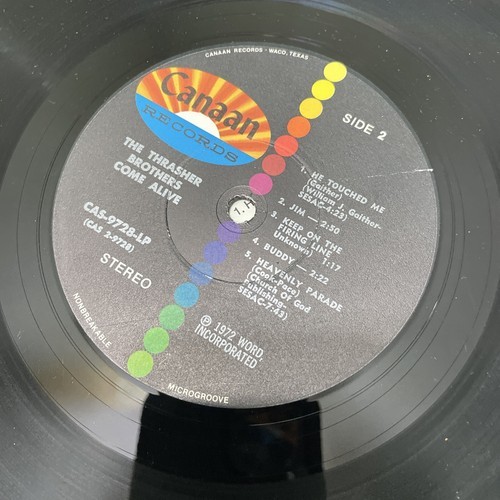 CANAAN RECORDS - WACO, TEXAS
Canaan
RECORDS
SIDE 2
THE THRASHER
BROTHERS
COME ALIVE
CAS-9728-LP
(CAS 2-9728)
STEREO
1. HE TOUCHED ME
(Gaither)
(William J. Gaither-
SESAC-4:23)
2. JIM — 2:50
3. KEEP ON THE
FIRING LINE
Unknown) 1:17
4. BUDDY — 2:22
5. HEAVENLY PARADE
(Cook-Pace)
(Church Of God
Publishing-
SESAC-7:43)
℗ 1972 WORD,
INCORPORATED
NONBREAKABLE
MICROGROOVE